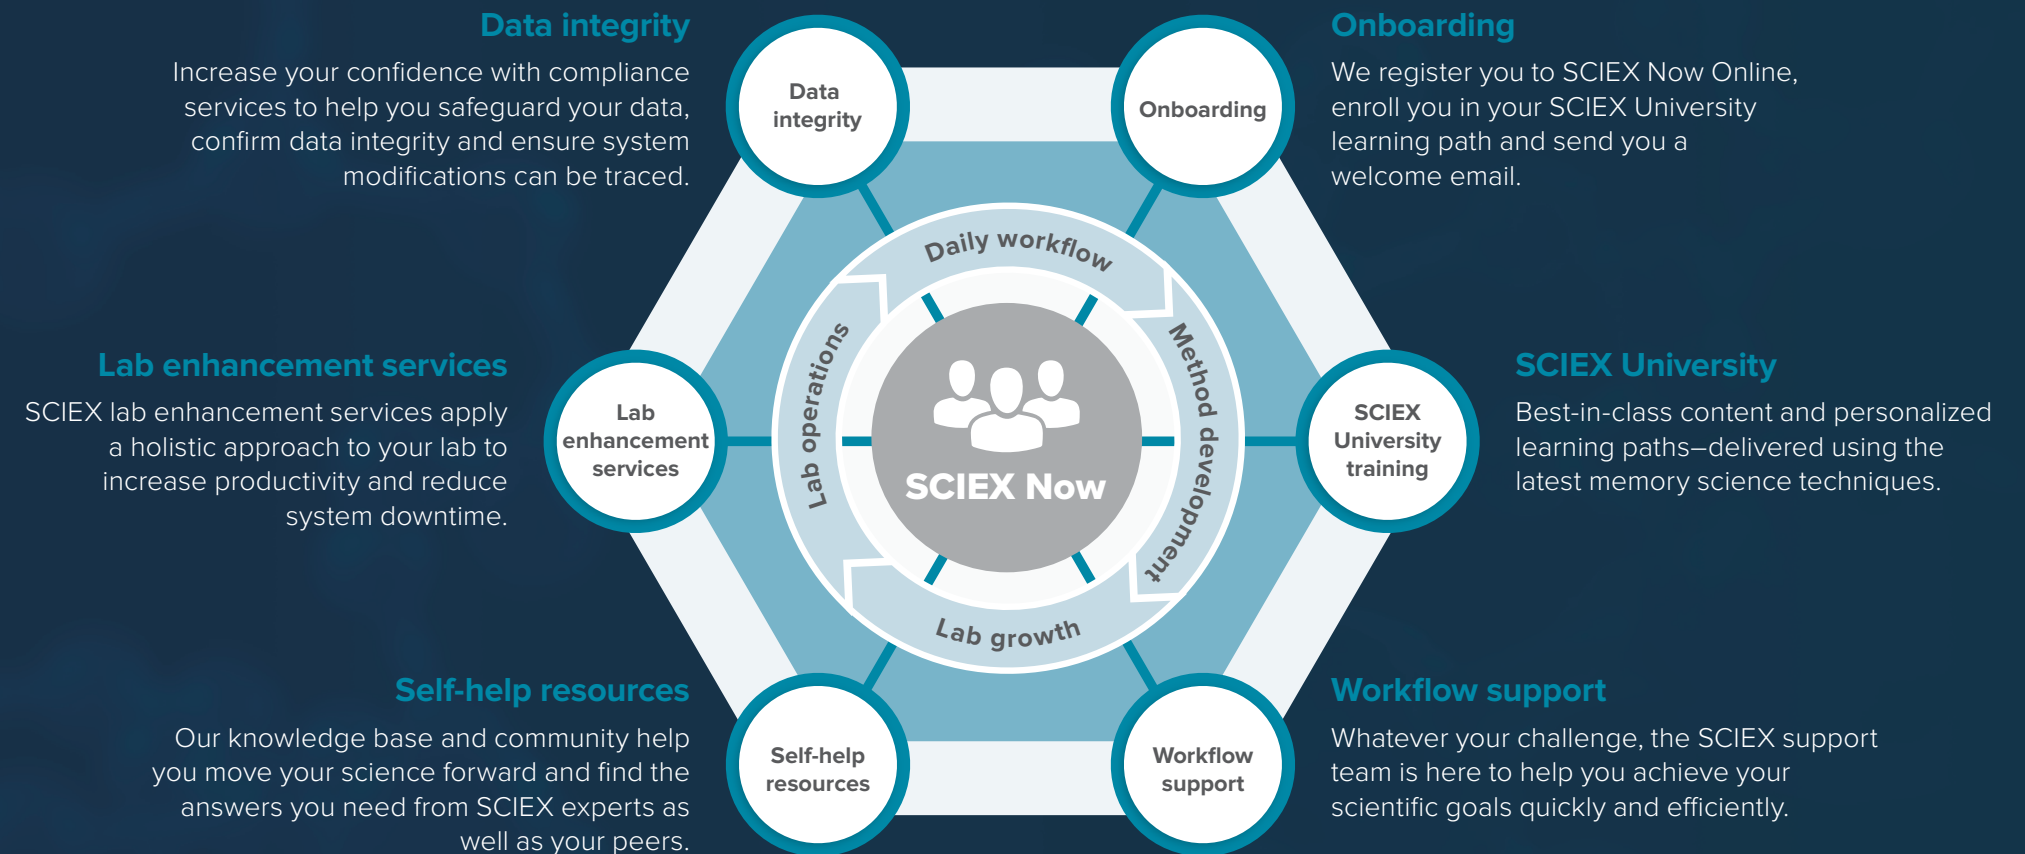 Data integrity
Increase your confidence with compliance
services to help you safeguard your data,
confirm data integrity and ensure system
modifications can be traced.
Data
integrity
Onboarding
Onboarding
We register you to SCIEX Now Online,
enroll you in your SCIEX University
learning path and send you a
welcome email.
Daily workflow
Method development
Lab growth
Lab operations
SCIEX Now
Lab enhancement services
SCIEX lab enhancement services apply
a holistic approach to your lab to
increase productivity and reduce
system downtime.
Lab
enhancement
services
SCIEX
University
training
SCIEX University
Best-in-class content and personalized
learning paths–delivered using the
latest memory science techniques.
Self-help resources
Our knowledge base and community help
you move your science forward and find the
answers you need from SCIEX experts as
well as your peers.
Self-help
resources
Workflow
support
Workflow support
Whatever your challenge, the SCIEX support
team is here to help you achieve your
scientific goals quickly and efficiently.